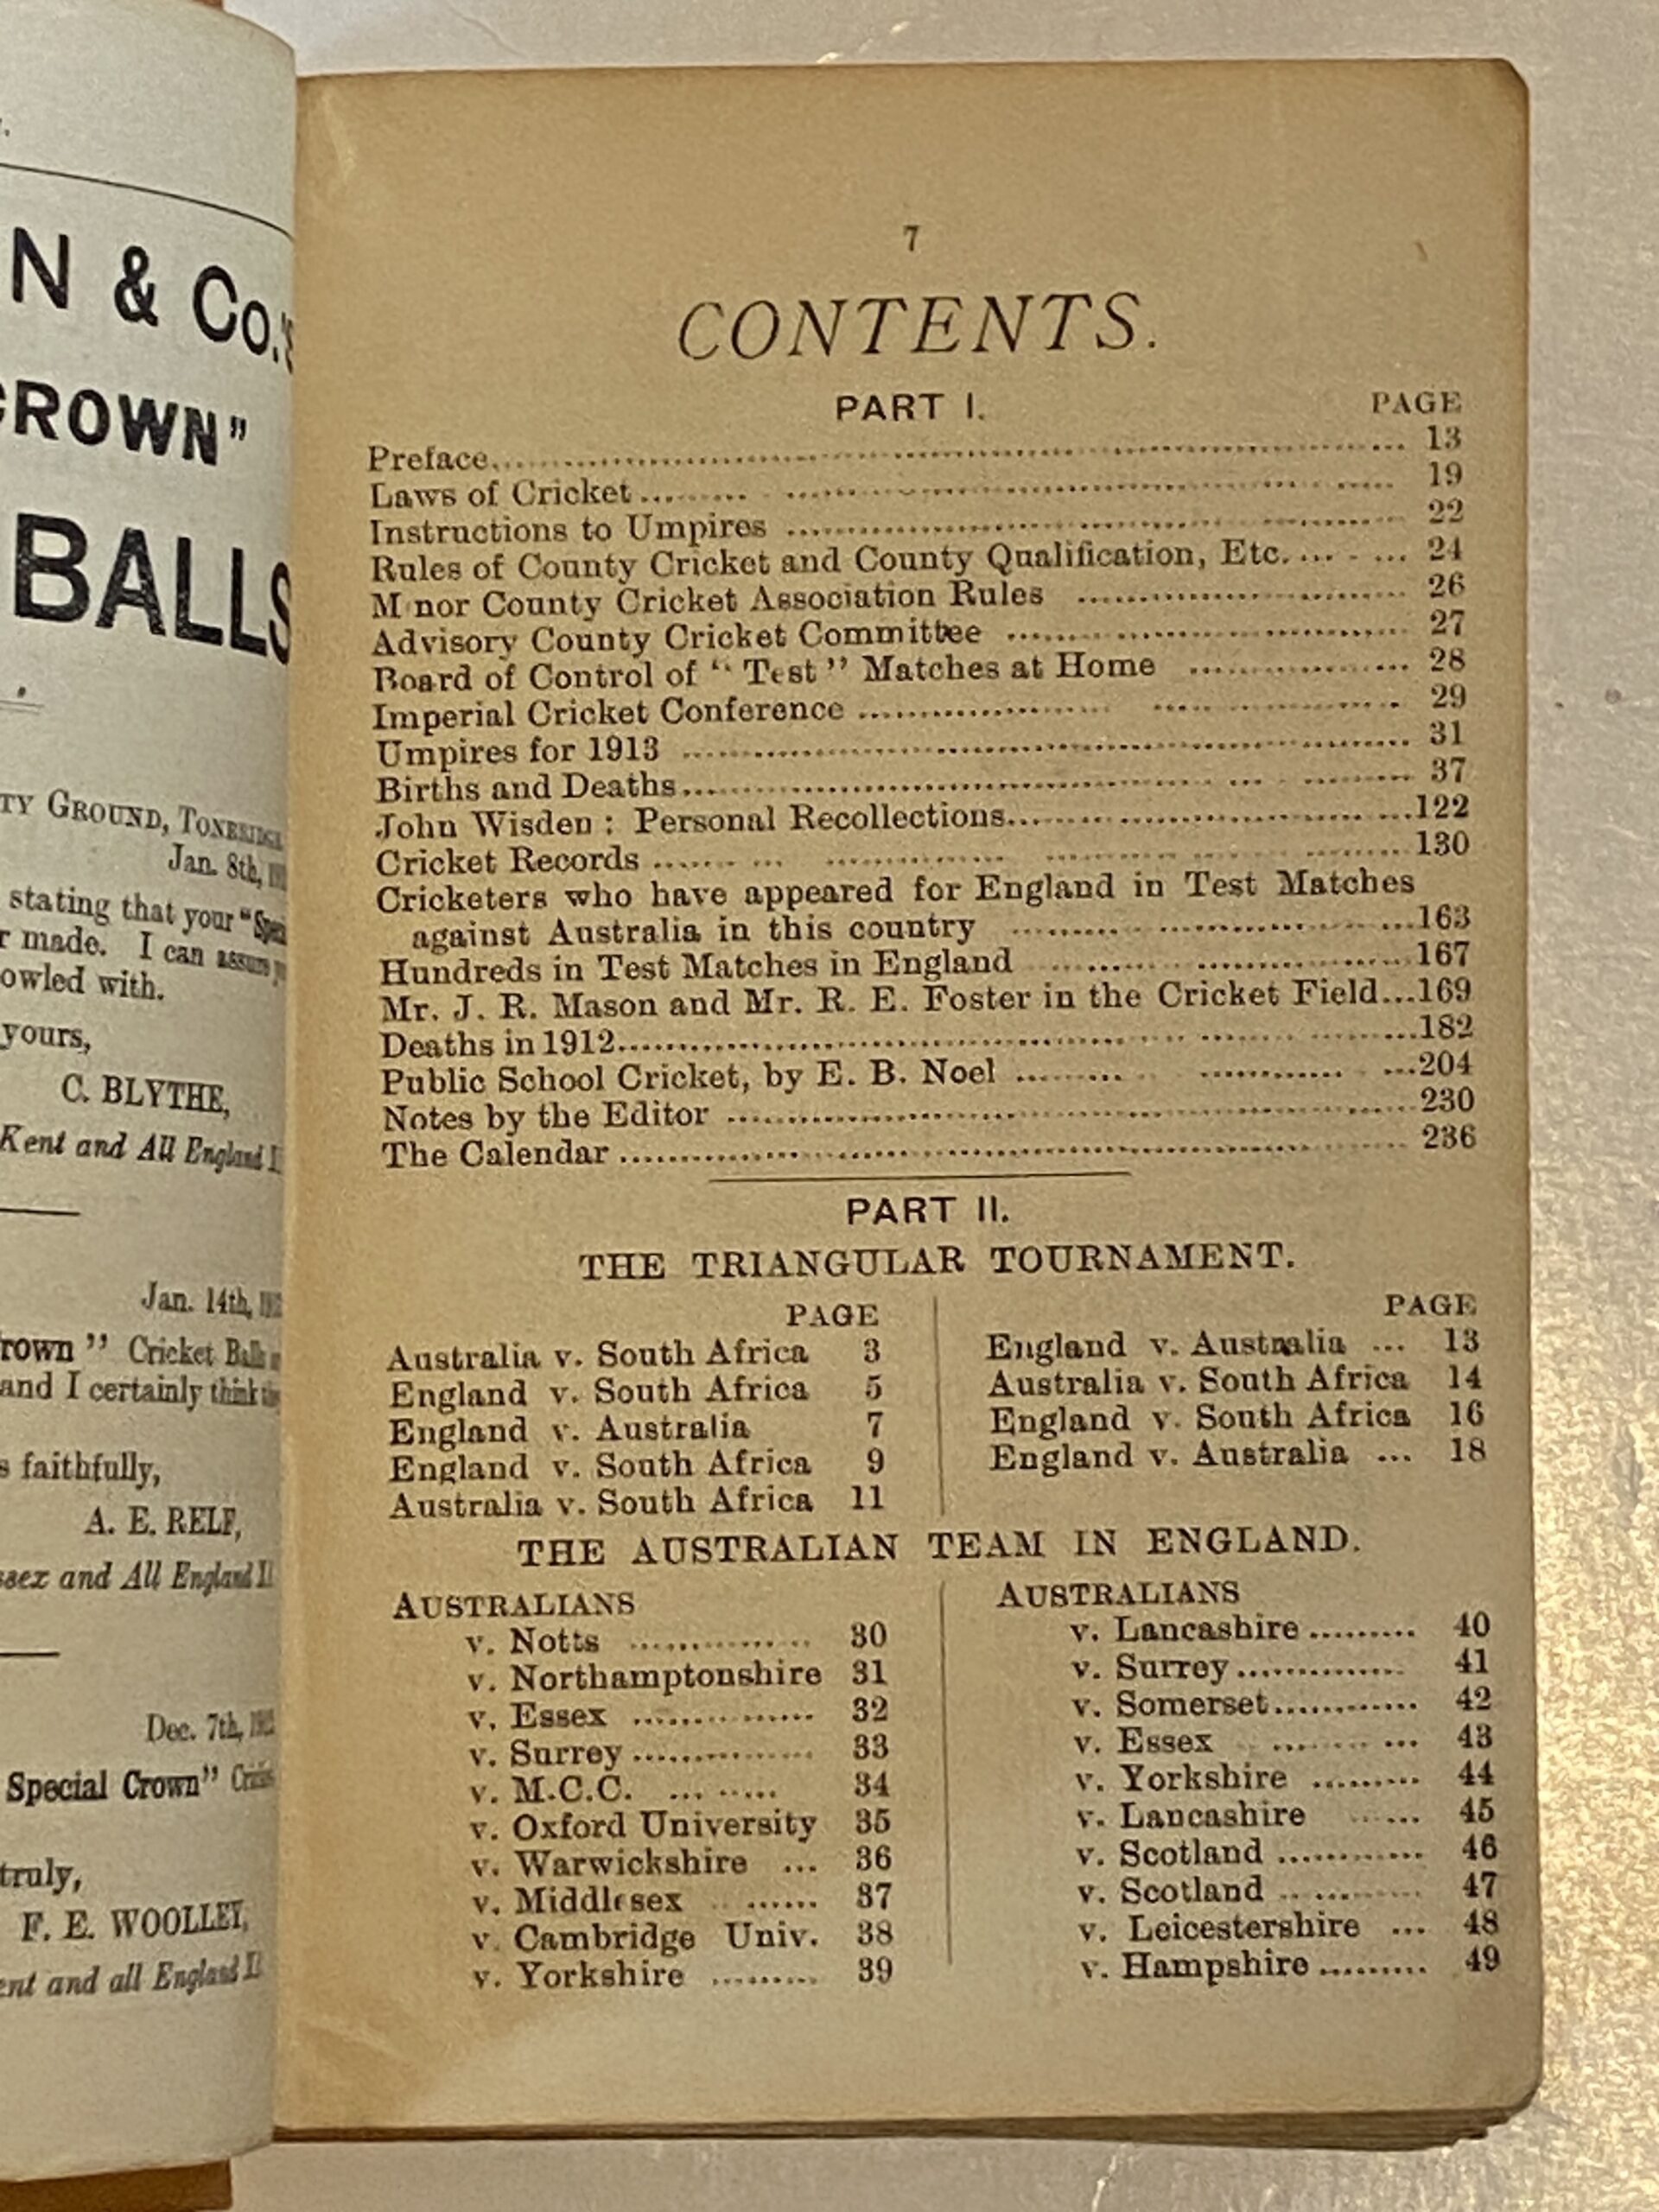 N & Co.'s
CROWN"
BALLS
TY GROUND, TONBRIDGE
Jan. 8th,
stating that your "Speci
r made. I can assure
owled with.
yours,
C. BLYTHE,
Kent and All England
Jan. 14th,
rown" Cricket Balls
and I certainly think
s faithfully,
A. E. RELF,
ssex and All England
Dec. 7th,
Special Crown"
truly,
F. E. WOOLLEY,
ent and all England
7
CONTENTS.
PART I. PAGE
Preface 13
Laws of Cricket 19
Instructions to Umpires 22
Rules of County Cricket and County Qualification, Etc. 24
Minor County Cricket Association Rules 26
Advisory County Cricket Committee 27
Board of Control of "Test" Matches at Home 28
Imperial Cricket Conference 29
Umpires for 1913 31
Births and Deaths 37
John Wisden: Personal Recollections 122
Cricket Records 130
Cricketers who have appeared for England in Test Matches
against Australia in this country 163
Hundreds in Test Matches in England 167
Mr. J. R. Mason and Mr. R. E. Foster in the Cricket Field...169
Deaths in 1912 182
Public School Cricket, by E. B. Noel 204
Notes by the Editor 230
The Calendar 236
PART II.
THE TRIANGULAR TOURNAMENT.
PAGE
Australia v. South Africa 3
England v. South Africa 5
England v. Australia 7
England v. South Africa 9
Australia v. South Africa 11
PAGE
England v. Australia ... 13
Australia v. South Africa 14
England v. South Africa 16
England v. Australia ... 18
THE AUSTRALIAN TEAM IN ENGLAND.
AUSTRALIANS
v. Notts 30
v. Northamptonshire 31
v. Essex 32
v. Surrey 33
v. M.C.C. 34
v. Oxford University 35
v. Warwickshire ... 36
v. Middlesex 37
v. Cambridge Univ. 38
v. Yorkshire 39
AUSTRALIANS
v. Lancashire 40
v. Surrey 41
v. Somerset 42
v. Essex 43
v. Yorkshire 44
v. Lancashire 45
v. Scotland 46
v. Scotland 47
v. Leicestershire ... 48
v. Hampshire 49